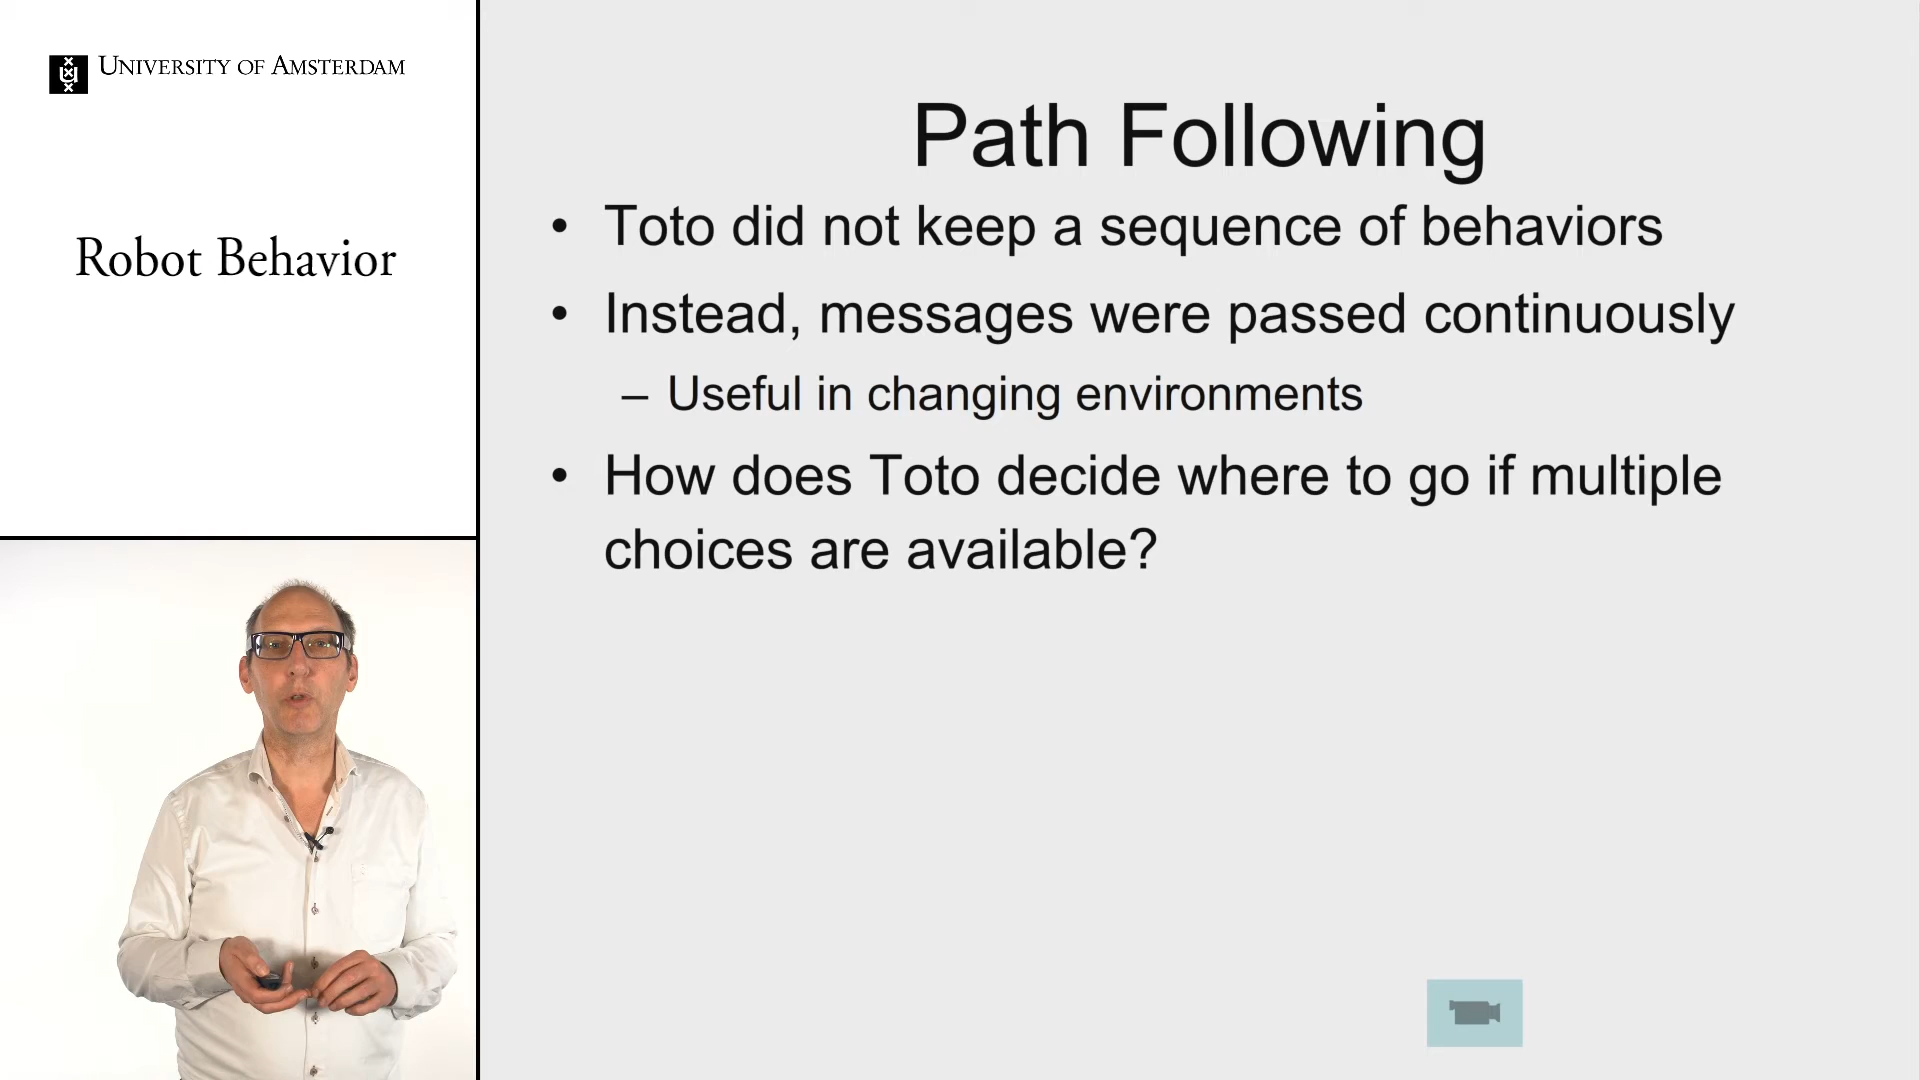 UNIVERSITY OF AMSTERDAM
Robot Behavior
Path Following
• Toto did not keep a sequence of behaviors
• Instead, messages were passed continuously
– Useful in changing environments
• How does Toto decide where to go if multiple
choices are available?